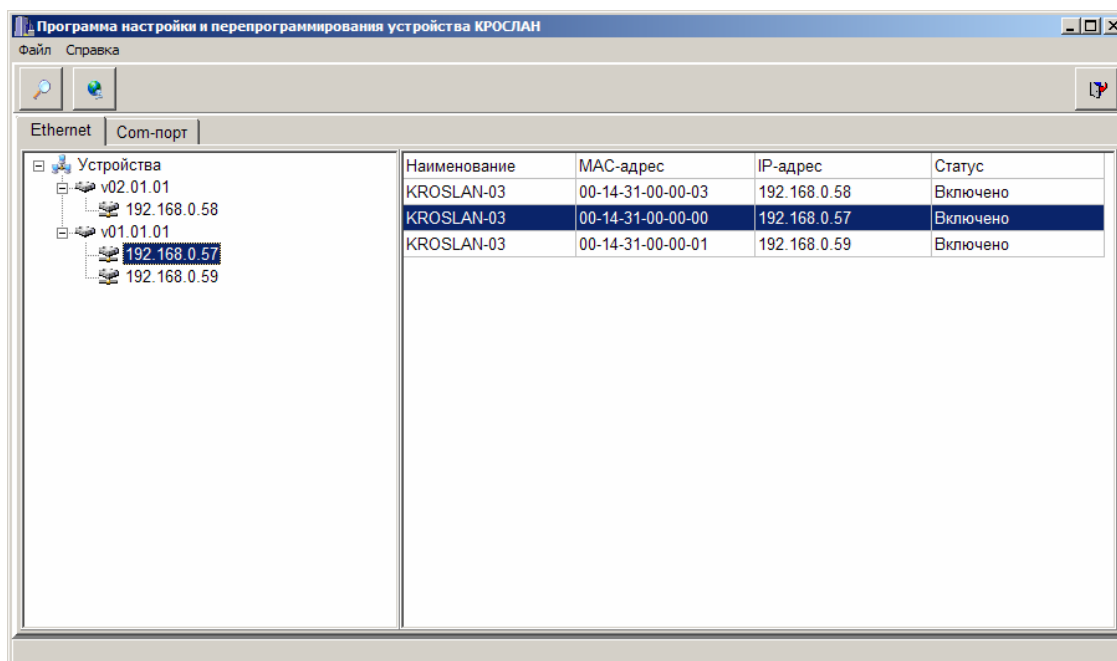 Программа настройки и перепрограммирования устройства КРОСЛАН
Файл Справка
Ethernet Com-порт
Устройства
v02.01.01
192.168.0.58
v01.01.01
192.168.0.57
192.168.0.59
Наименование MAC-адрес IP-адрес Статус
KROSLAN-03 00-14-31-00-00-03 192.168.0.58 Включено
KROSLAN-03 00-14-31-00-00-00 192.168.0.57 Включено
KROSLAN-03 00-14-31-00-00-01 192.168.0.59 Включено